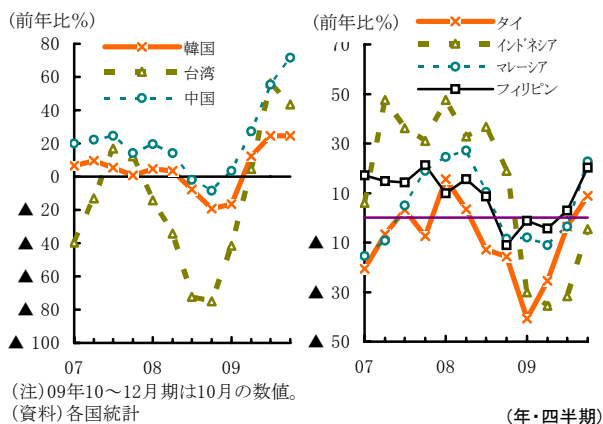 (前年比%)
韓国
台湾
中国
80
60
40
20
0
▲ 20
▲ 40
▲ 60
▲ 80
▲ 100
07
08
09
(前年比%)
タイ
インドネシア
マレーシア
フィリピン
70
50
30
10
▲ 10
▲ 30
▲ 50
07
08
09
(注)09年10~12月期は10月の数値。
(資料)各国統計
(年・四半期)